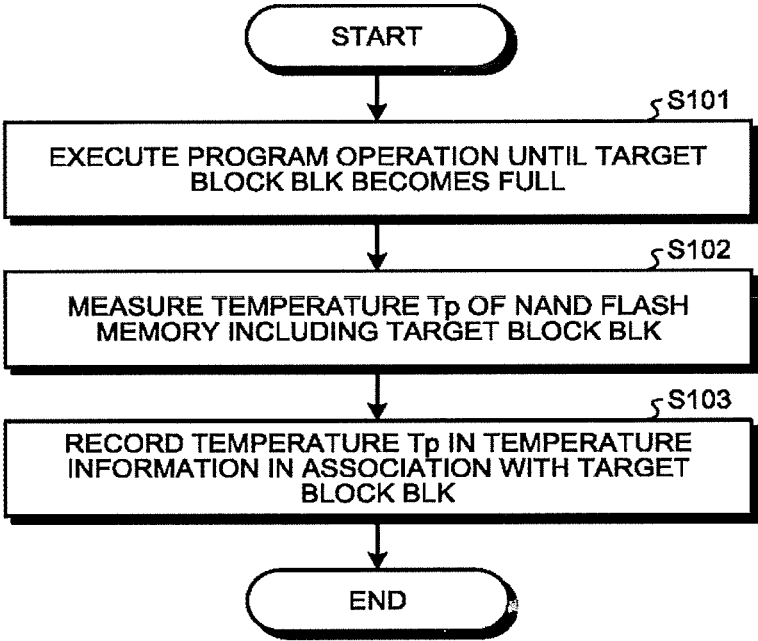 START
S101
EXECUTE PROGRAM OPERATION UNTIL TARGET
BLOCK BLK BECOMES FULL
S102
MEASURE TEMPERATURE Tp OF NAND FLASH
MEMORY INCLUDING TARGET BLOCK BLK
S103
RECORD TEMPERATURE Tp IN TEMPERATURE
INFORMATION IN ASSOCIATION WITH TARGET
BLOCK BLK
END